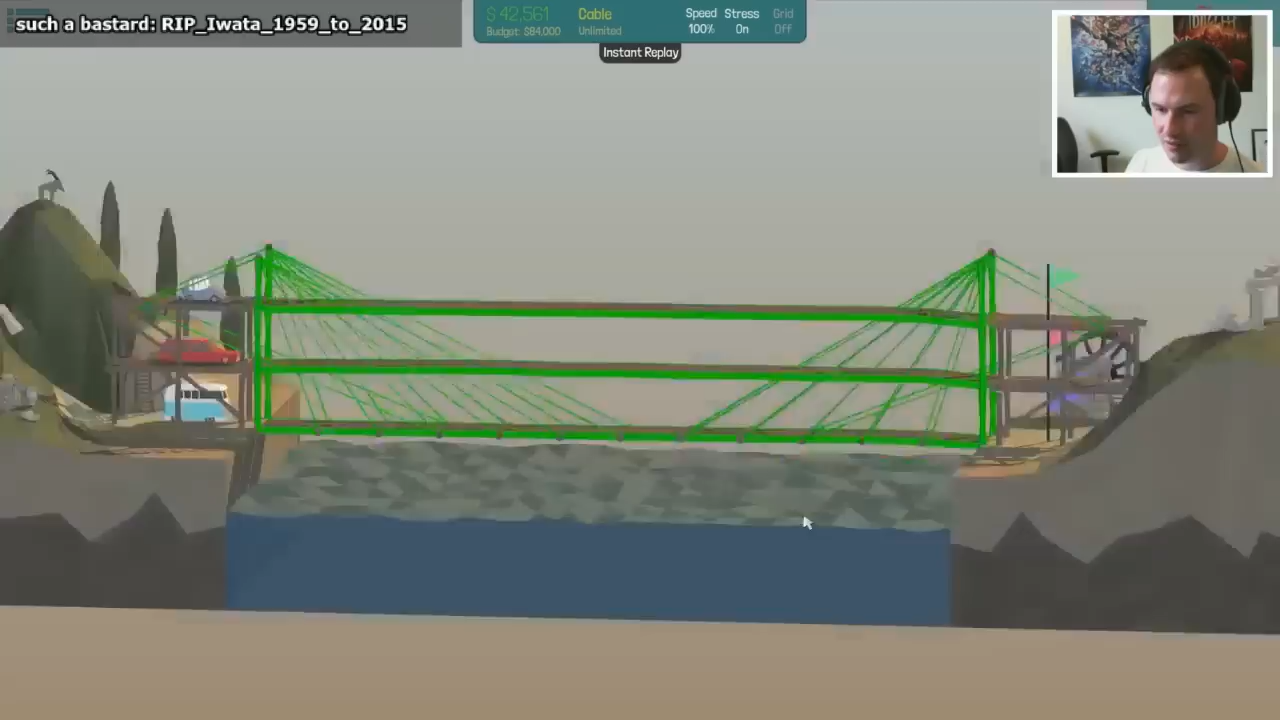 such a bastard: RIP_Iwata_1959_to_2015
$ 42,561
Budget: $84,000
Cable
Unlimited
Speed
100%
Stress
On
Grid
Off
Instant Replay